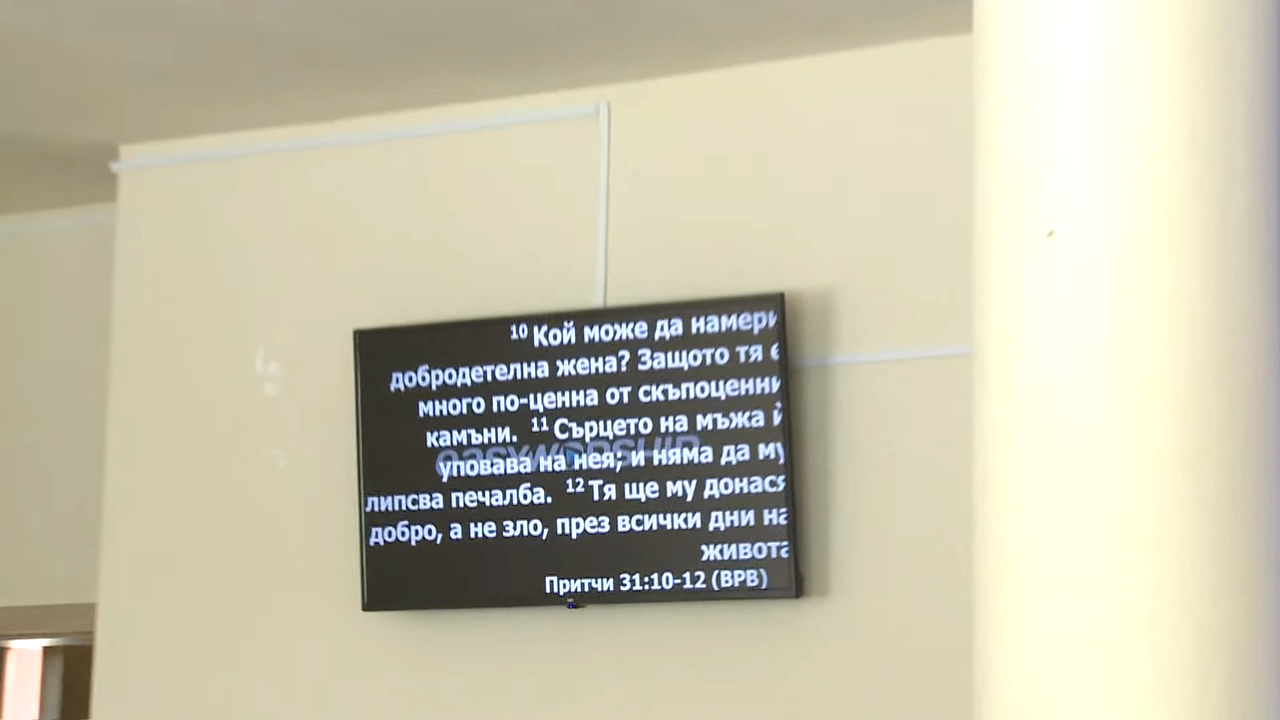 10 Кой може да намери
добродетелна жена? Защото тя е
много по-ценна от скъпоценни
камъни. 11 Сърцето на мъжа й
уповава на нея; и няма да му
липсва печалба. 12 Тя ще му донася
добро, а не зло, през всички дни на
живота
Притчи 31:10-12 (ВРВ)
easyworship